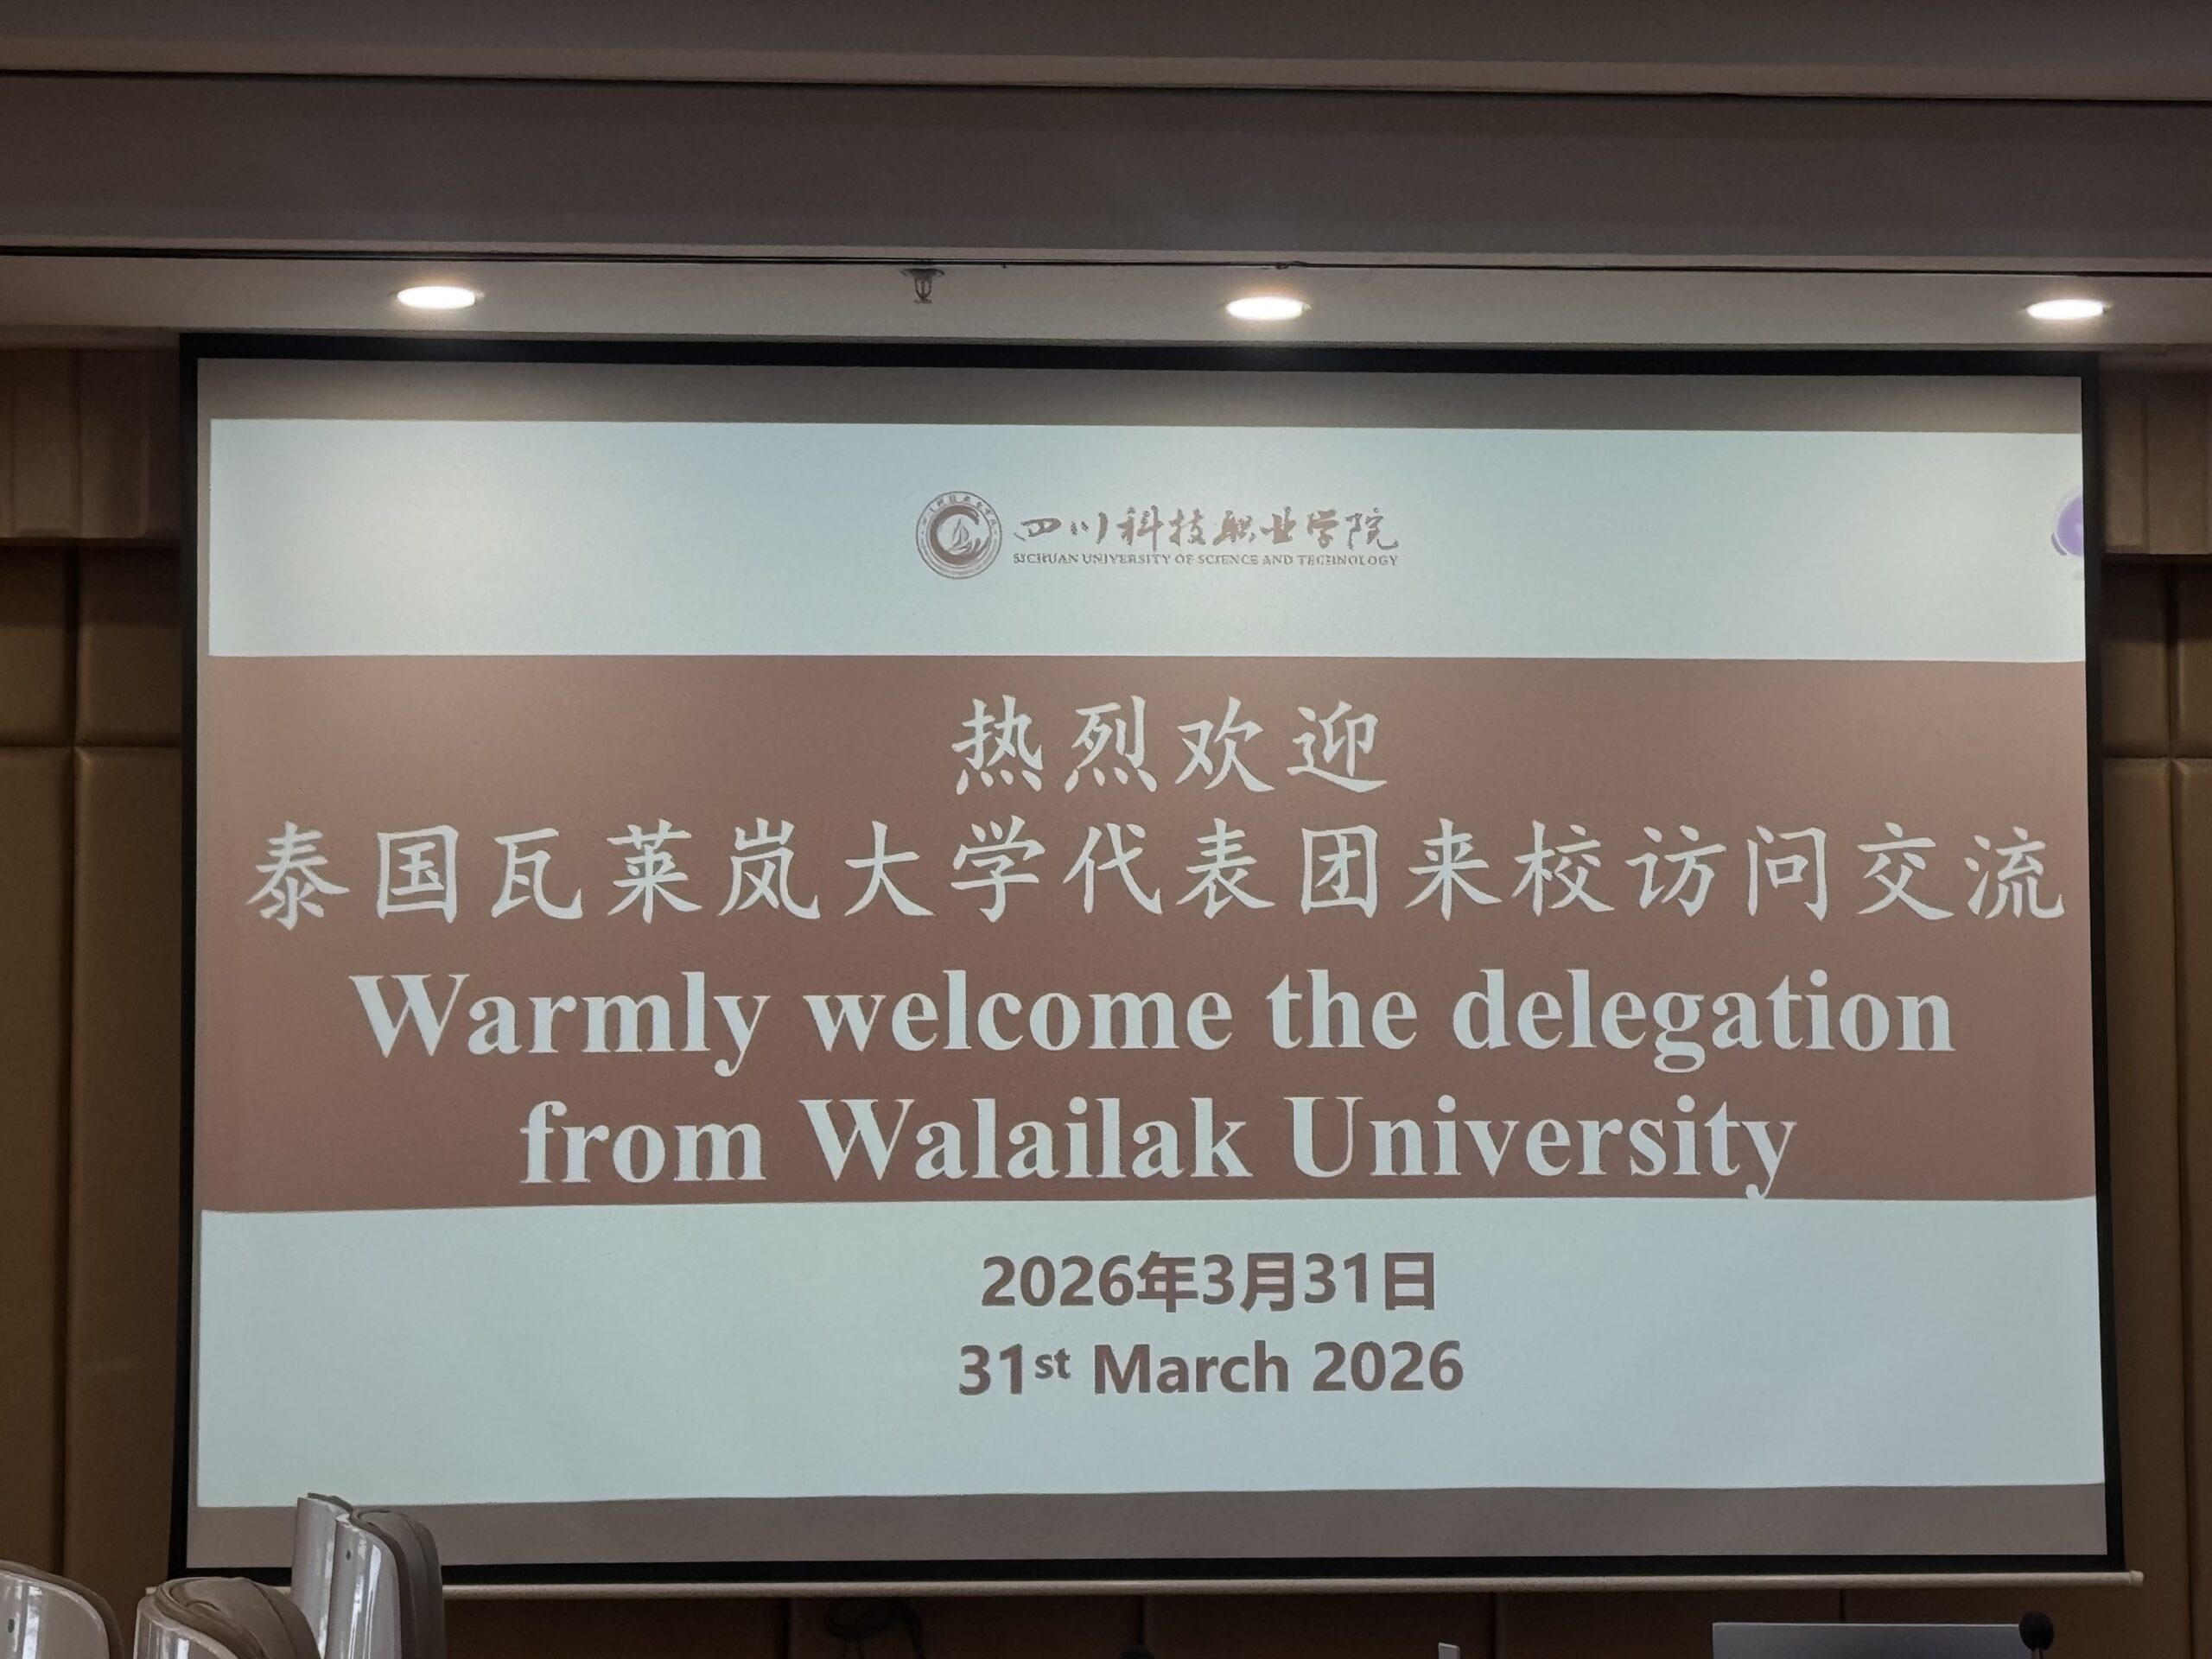 四川科技职业学院
SICHUAN UNIVERSITY OF SCIENCE AND TECHNOLOGY
热烈欢迎
泰国瓦莱岚大学代表团来校访问交流
Warmly welcome the delegation
from Walailak University
2026年3月31日
31st March 2026